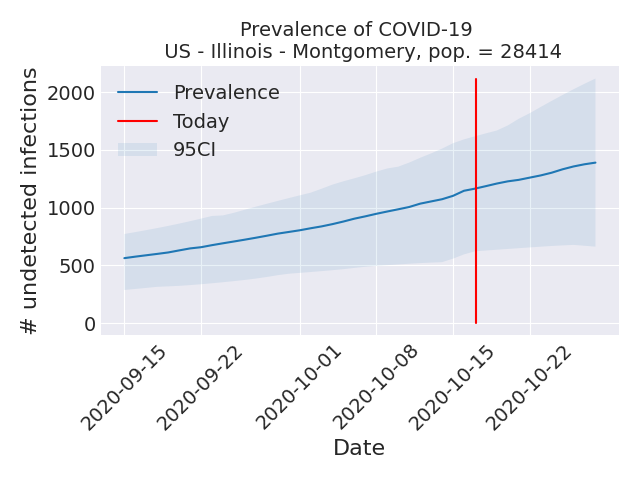 Prevalence of COVID-19
US - Illinois - Montgomery, pop. = 28414
# undetected infections
2000
1500
1000
500
0
Prevalence
Today
95CI
2020-09-15
2020-09-22
2020-10-01
2020-10-08
2020-10-15
2020-10-22
Date